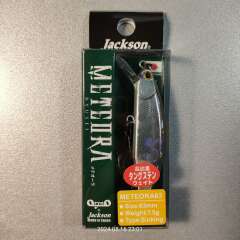 Jackson
METEORA
メテオーラ
Jackson
高比重
タングステン
ウェイト
METEORA63
Size 63mm
Weight 7.5g
Type Sinking
2024.05.16 23:01